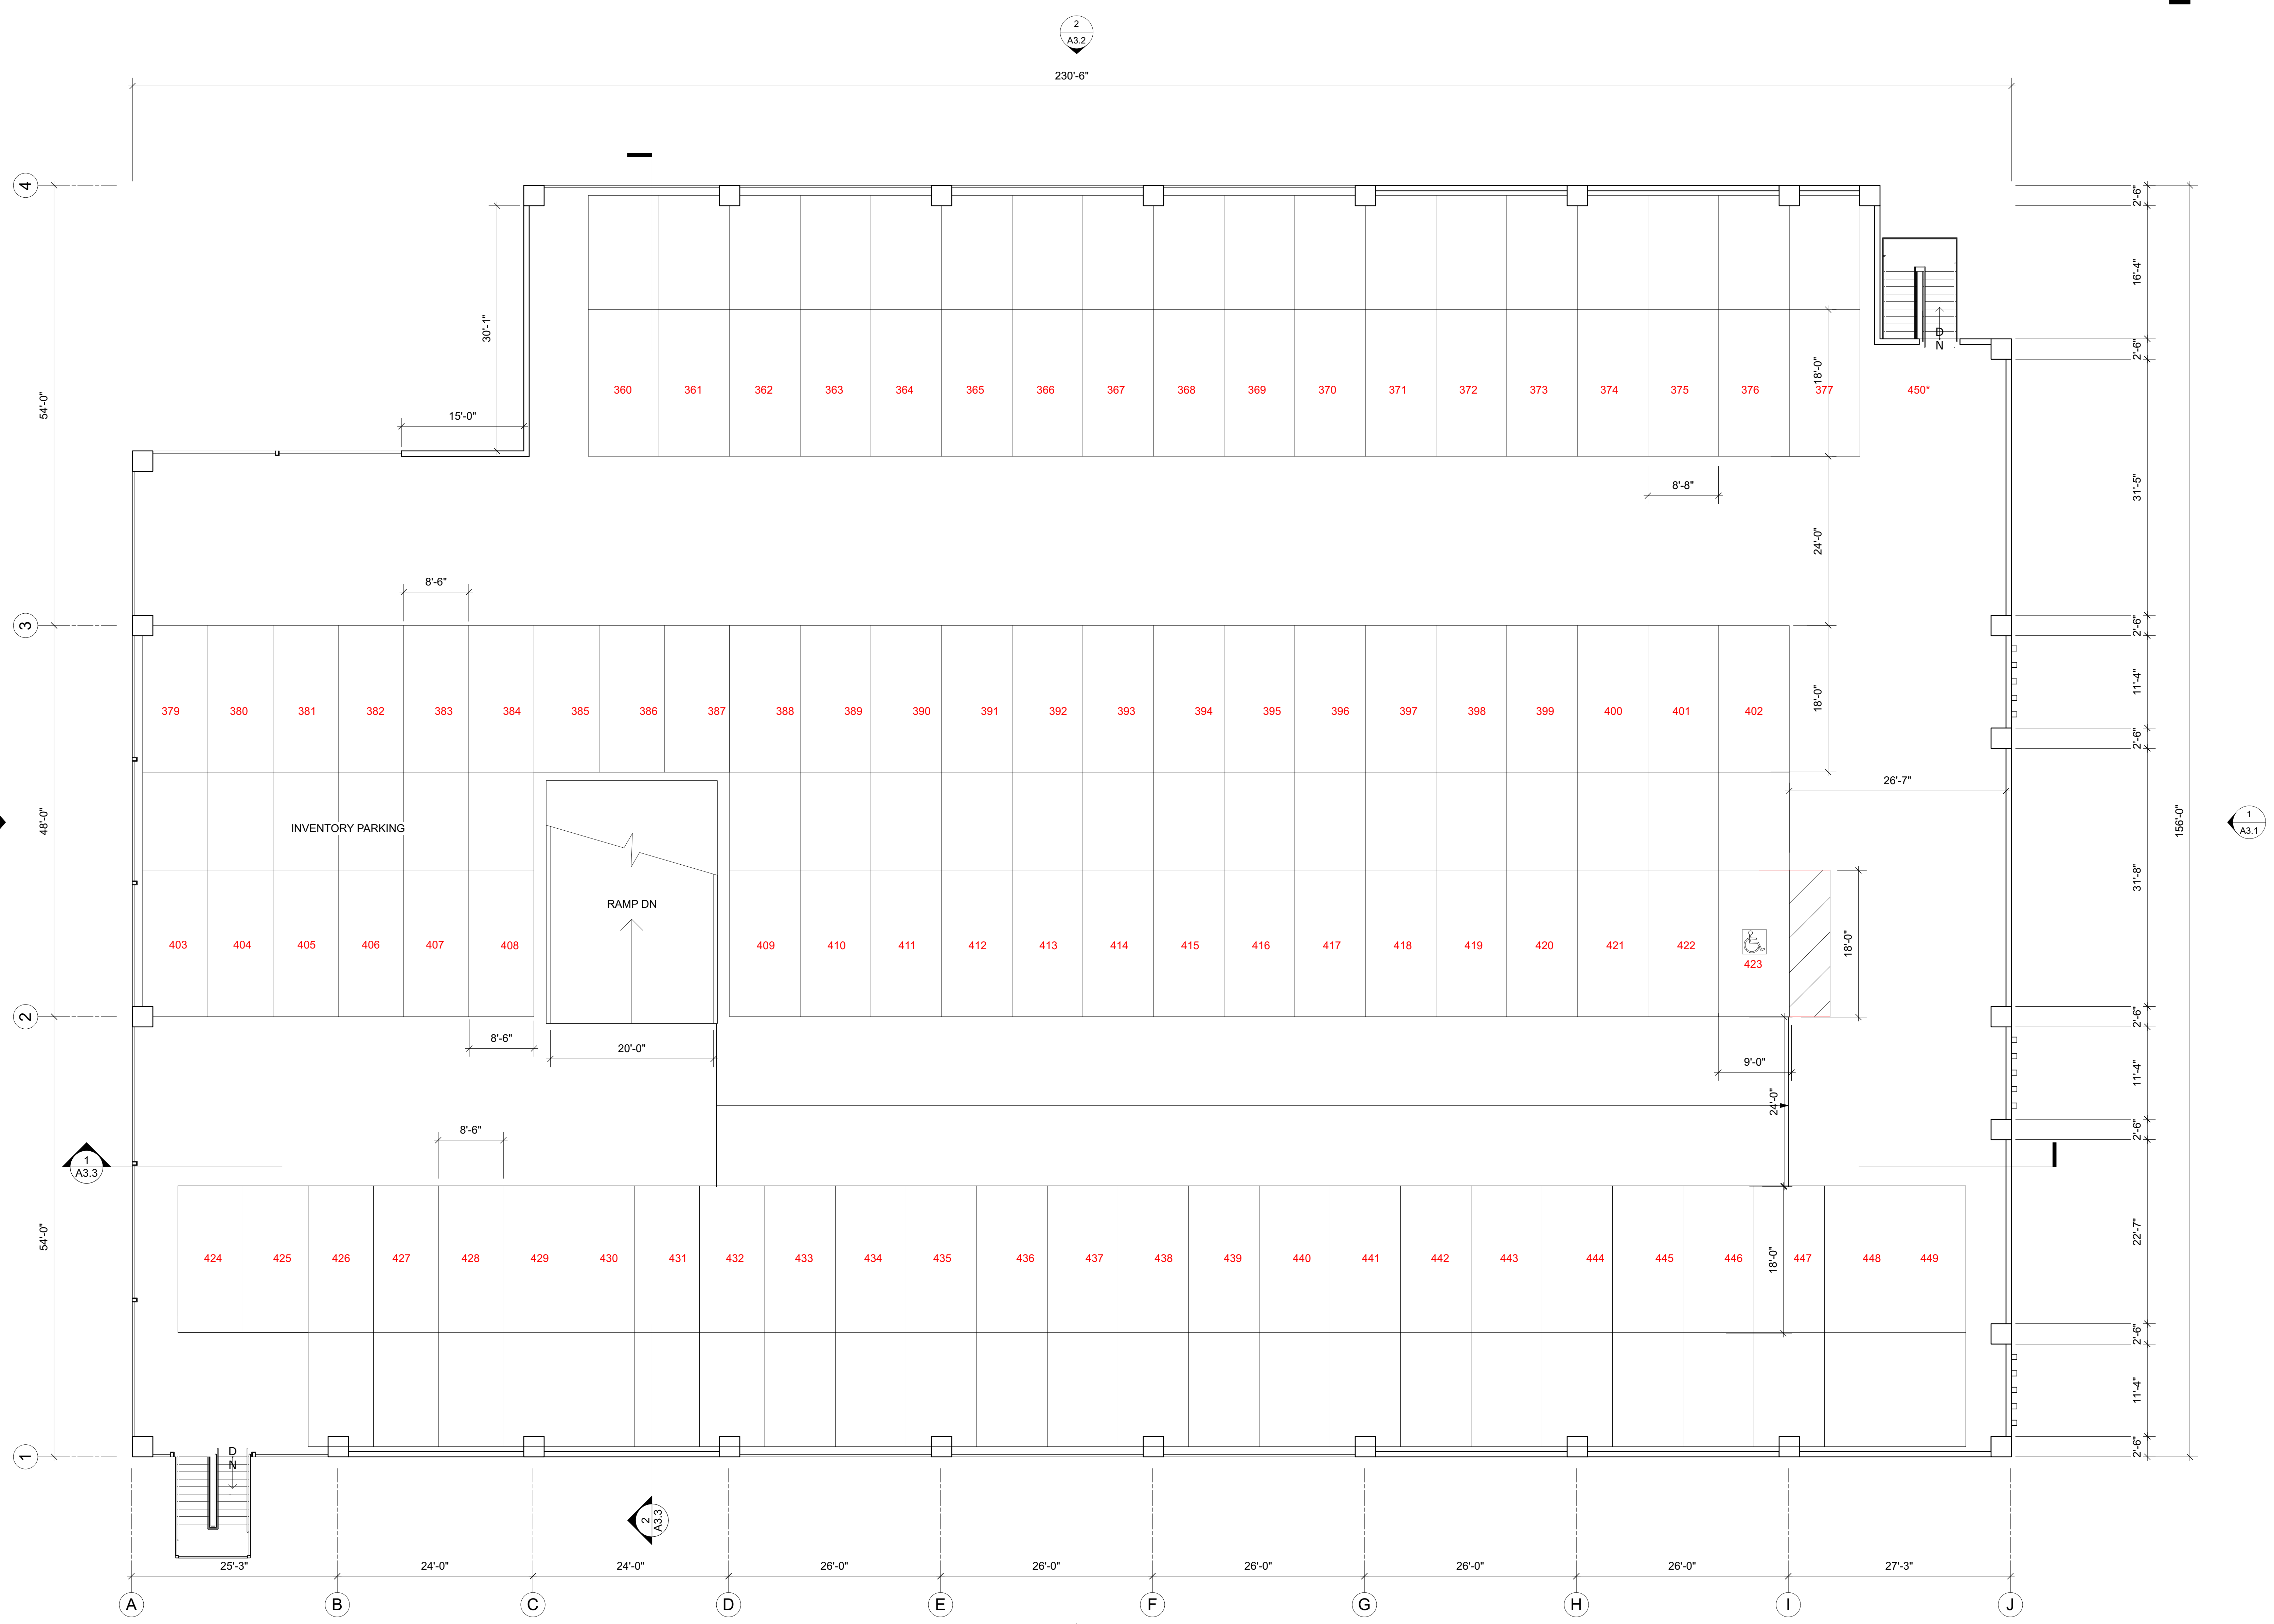 2
A3.2
230'-6"
4
2'-6"
16'-4"
D
N
2'-6"
30'-1"
18'-0"
360 361 362 363 364 365 366 367 368 369 370 371 372 373 374 375 376 377 450*
15'-0"
54'-0"
8'-8"
31'-5"
24'-0"
8'-6"
3
2'-6"
11'-4"
379 380 381 382 383 384 385 386 387 388 389 390 391 392 393 394 395 396 397 398 399 400 401 402
18'-0"
2'-6"
26'-7"
48'-0"
INVENTORY PARKING
156'-0"
1
A3.1
31'-8"
RAMP DN
403 404 405 406 407 408 409 410 411 412 413 414 415 416 417 418 419 420 421 422
423
18'-0"
2
2'-6"
8'-6"
20'-0"
9'-0"
24'-0"
11'-4"
8'-6"
2'-6"
1
A3.3
54'-0"
22'-7"
424 425 426 427 428 429 430 431 432 433 434 435 436 437 438 439 440 441 442 443 444 445 446 447 448 449
18'-0"
2'-6"
11'-4"
1
D
N
2'-6"
2
A3.3
25'-3" 24'-0" 24'-0" 26'-0" 26'-0" 26'-0" 26'-0" 26'-0" 27'-3"
A B C D E F G H I J